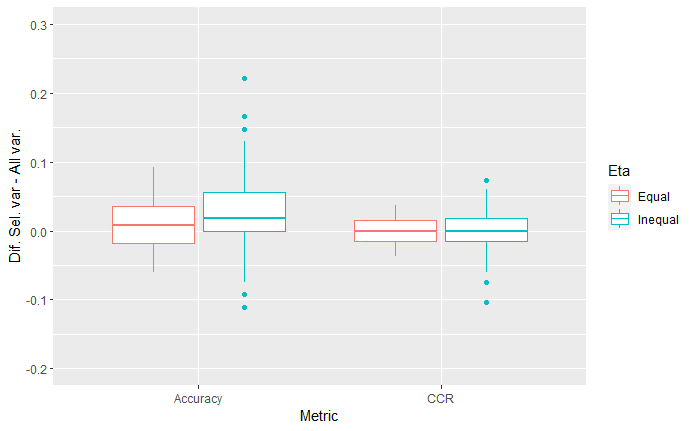 0.3
0.2
0.1
0.0
-0.1
-0.2
Dif. Sel. var - All var.
Accuracy
CCR
Metric
Eta
Equal
Inequal